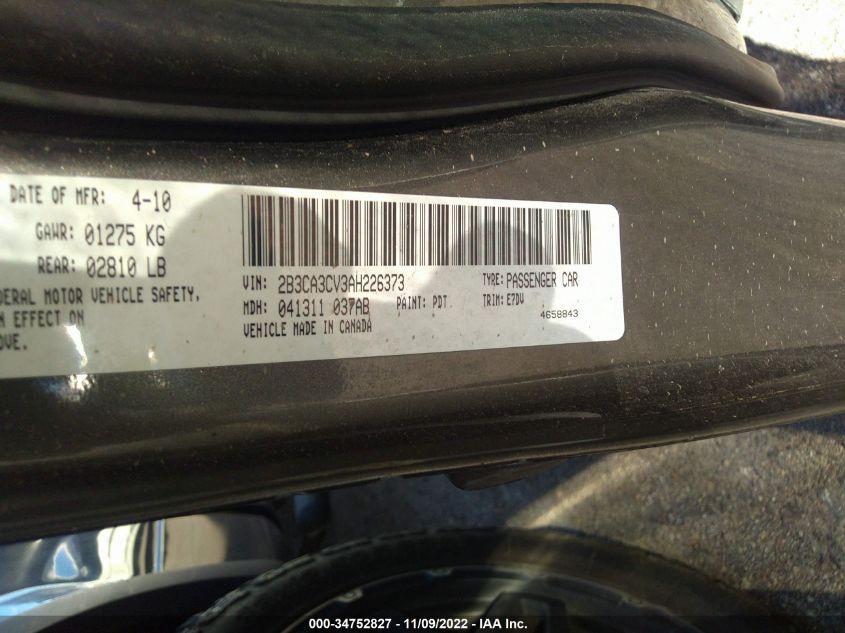 DATE OF MFR: 4-10
GAWR: 01275 KG
REAR: 02810 LB
DERAL MOTOR VEHICLE SAFETY,
N EFFECT ON
OVE.
VIN: 2B3CA3CV3AH226373 TYPE: PASSENGER CAR
MDH: 041311 037AB PAINT: PDT TRIM: E7DV
VEHICLE MADE IN CANADA 4658843
000-34752827 - 11/09/2022 - IAA Inc.